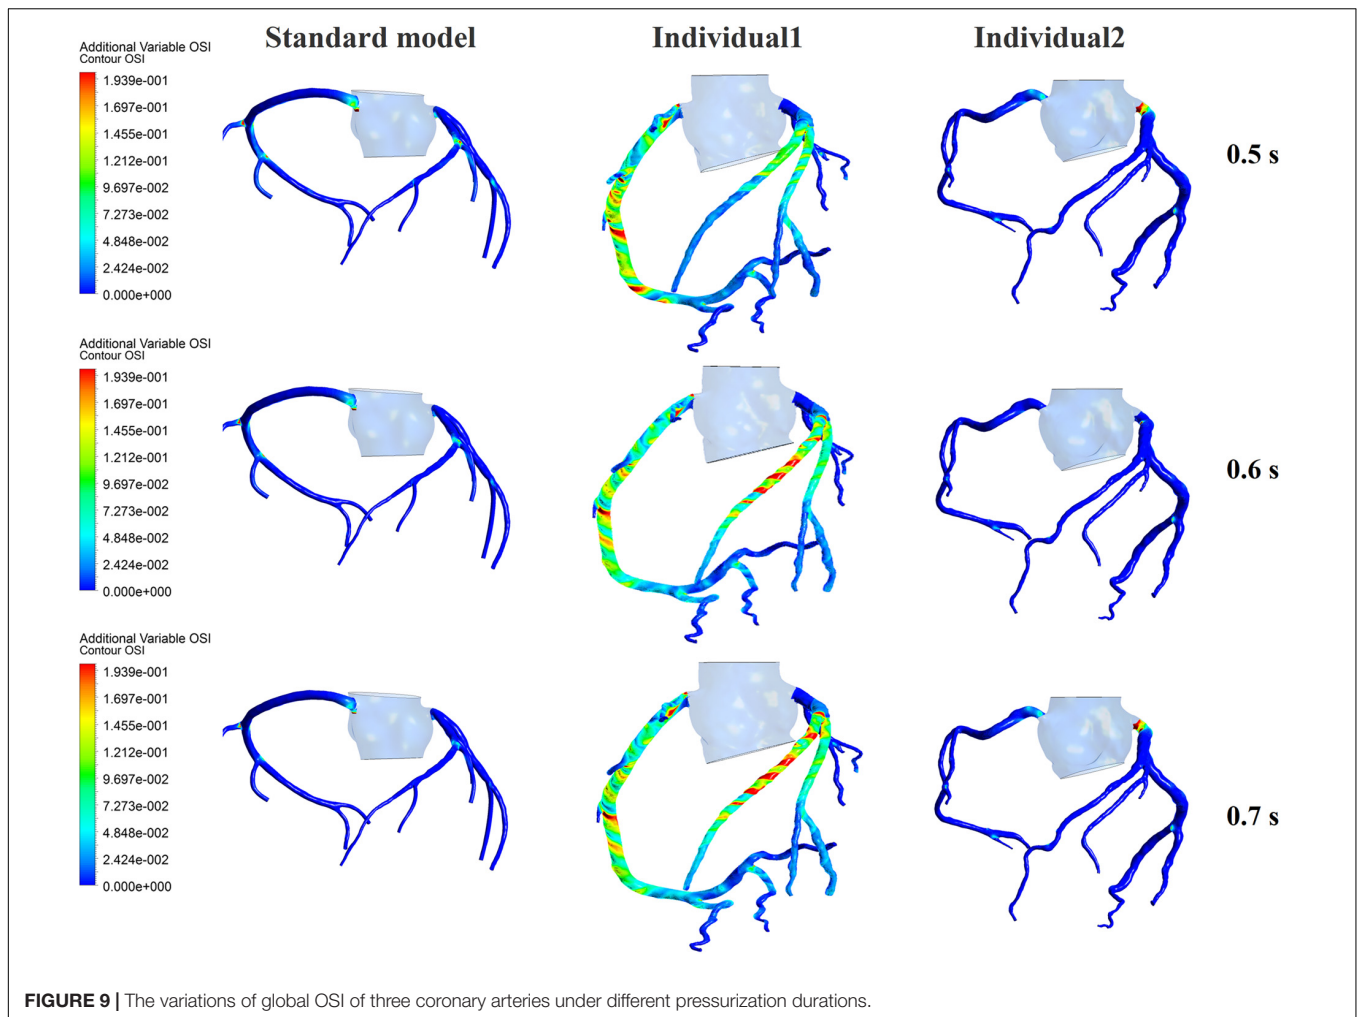 Standard model
Individual1
Individual2
Additional Variable OSI
Contour OSI
1.939e-001
1.697e-001
1.455e-001
1.212e-001
9.697e-002
7.273e-002
4.848e-002
2.424e-002
0.000e+000
0.5 s
Additional Variable OSI
Contour OSI
1.939e-001
1.697e-001
1.455e-001
1.212e-001
9.697e-002
7.273e-002
4.848e-002
2.424e-002
0.000e+000
0.6 s
Additional Variable OSI
Contour OSI
1.939e-001
1.697e-001
1.455e-001
1.212e-001
9.697e-002
7.273e-002
4.848e-002
2.424e-002
0.000e+000
0.7 s
FIGURE 9 | The variations of global OSI of three coronary arteries under different pressurization durations.